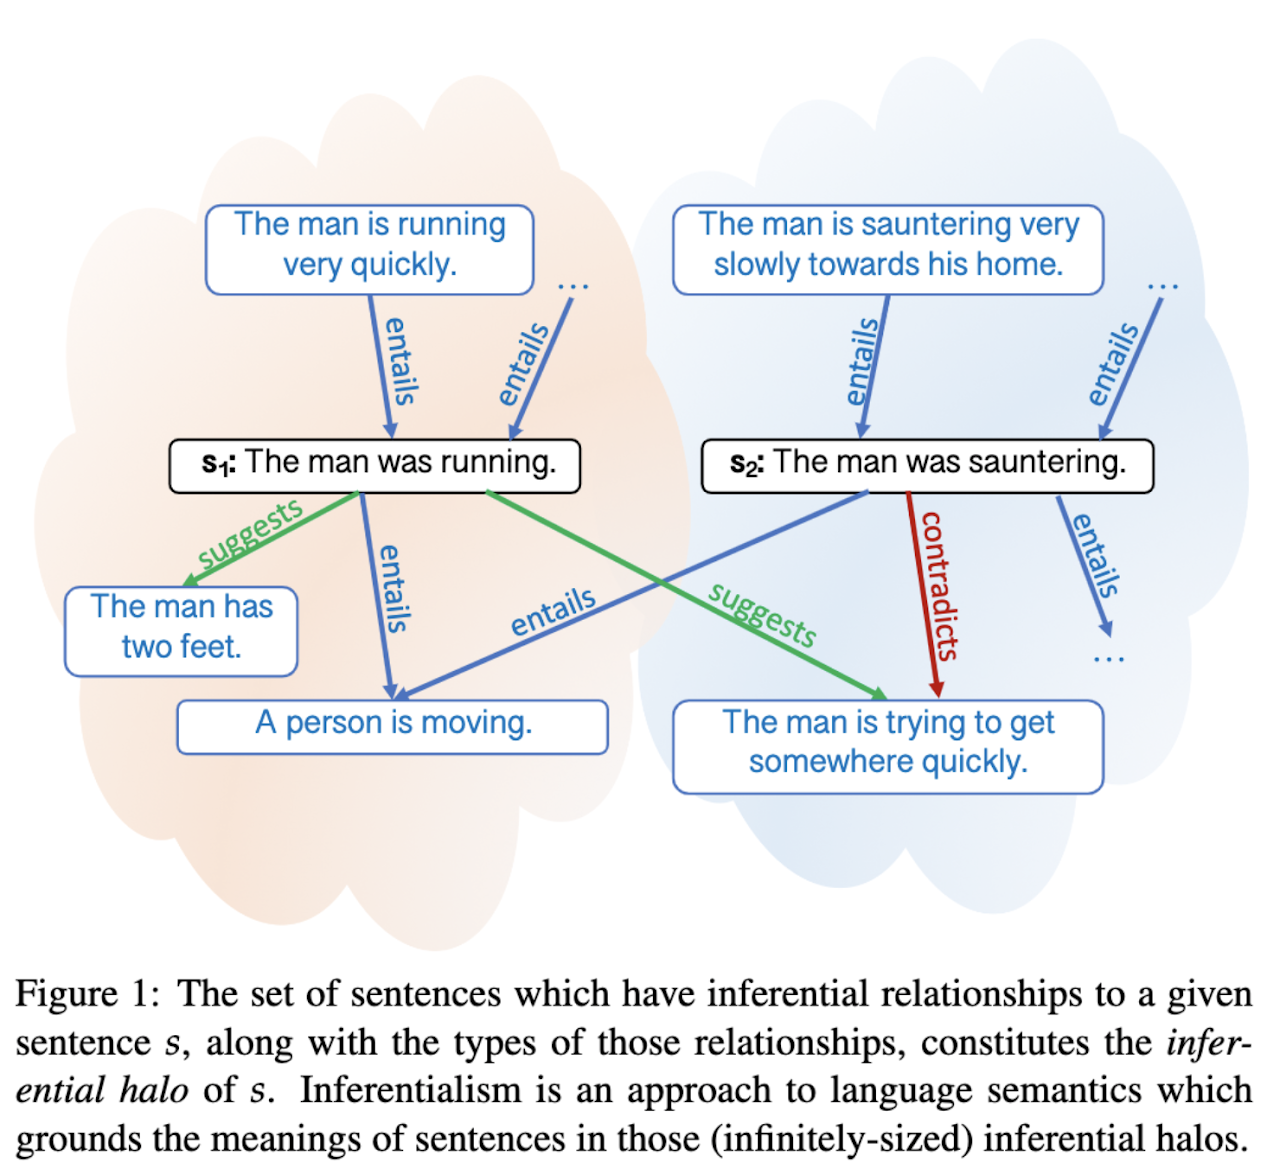 The man is running
very quickly.
The man is sauntering very
slowly towards his home.
...
...
entails
entails
entails
entails
s1: The man was running.
s2: The man was sauntering.
suggests
entails
entails
suggests
contradicts
entails
The man has
two feet.
...
A person is moving.
The man is trying to get
somewhere quickly.
Figure 1: The set of sentences which have inferential relationships to a given
sentence s, along with the types of those relationships, constitutes the infer-
ential halo of s. Inferentialism is an approach to language semantics which
grounds the meanings of sentences in those (infinitely-sized) inferential halos.